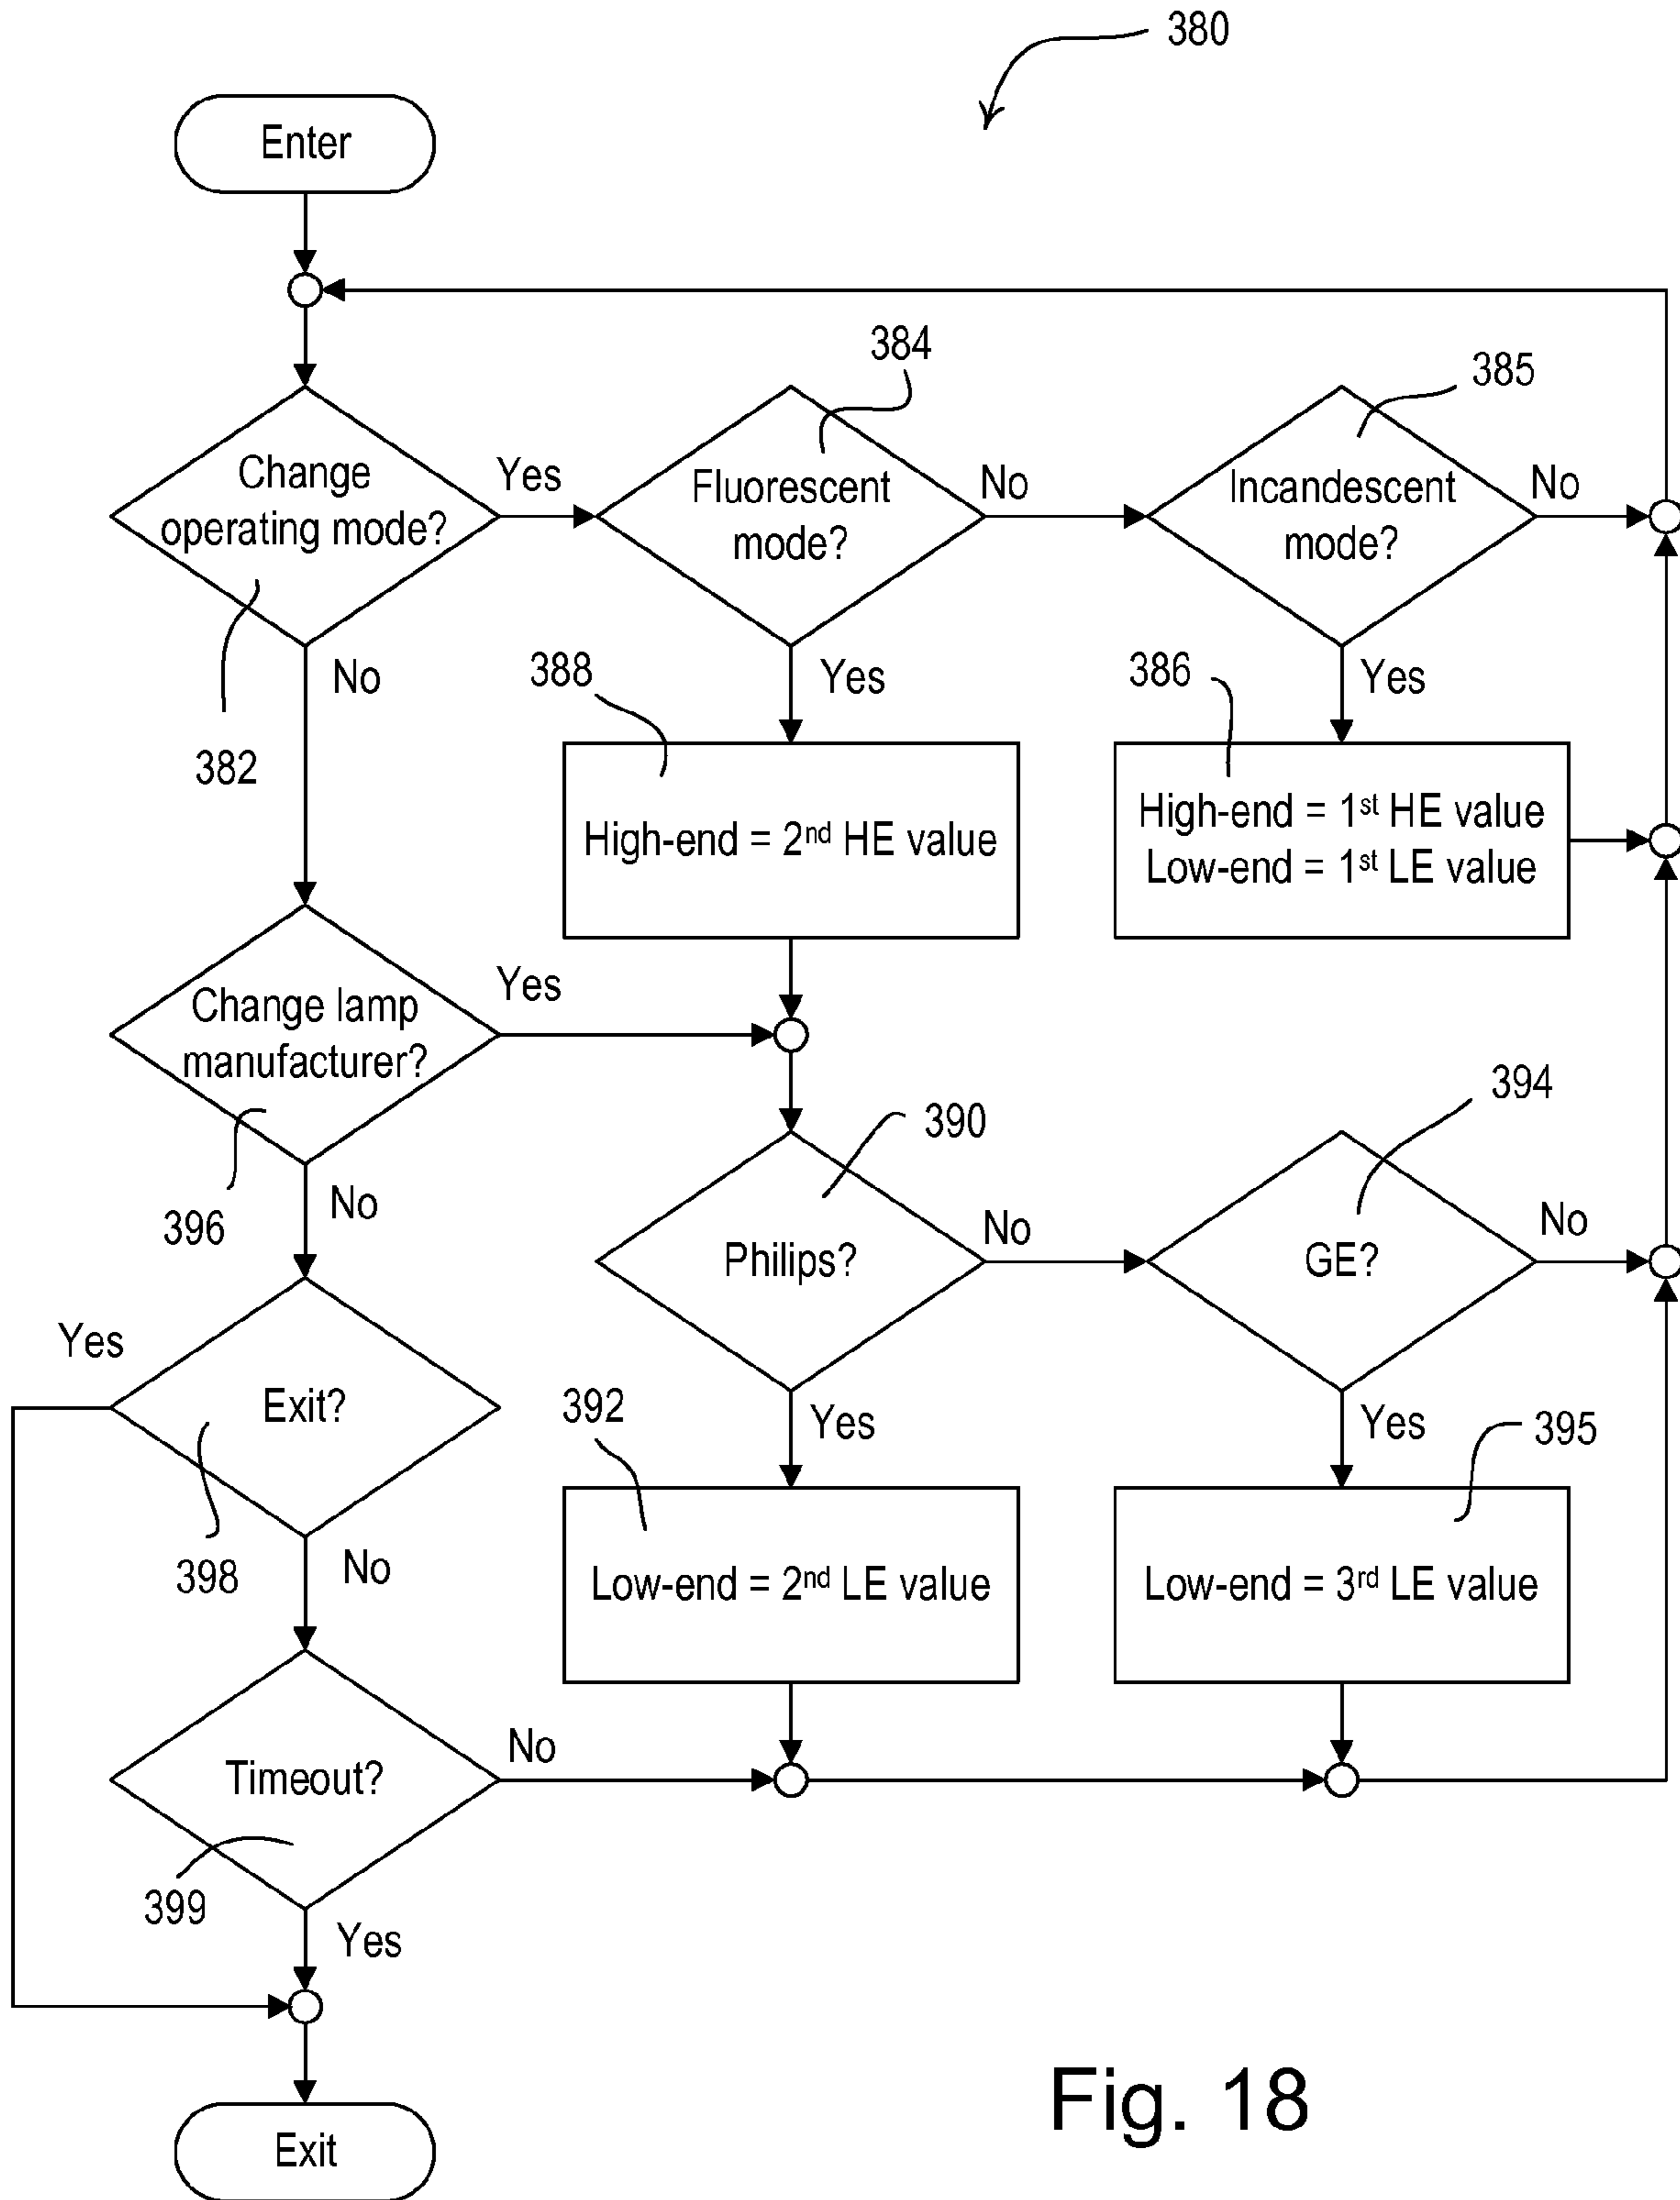 380
Enter
384
385
Change
operating mode?
Yes
Fluorescent
mode?
No
Incandescent
mode?
No
382
No
388
Yes
386
Yes
High-end = 2nd HE value
High-end = 1st HE value
Low-end = 1st LE value
Change lamp
manufacturer?
Yes
396
No
390
394
Philips?
No
GE?
No
Yes
Exit?
398
No
392
Yes
Yes
395
Low-end = 2nd LE value
Low-end = 3rd LE value
Timeout?
No
399
Yes
Exit
Fig. 18